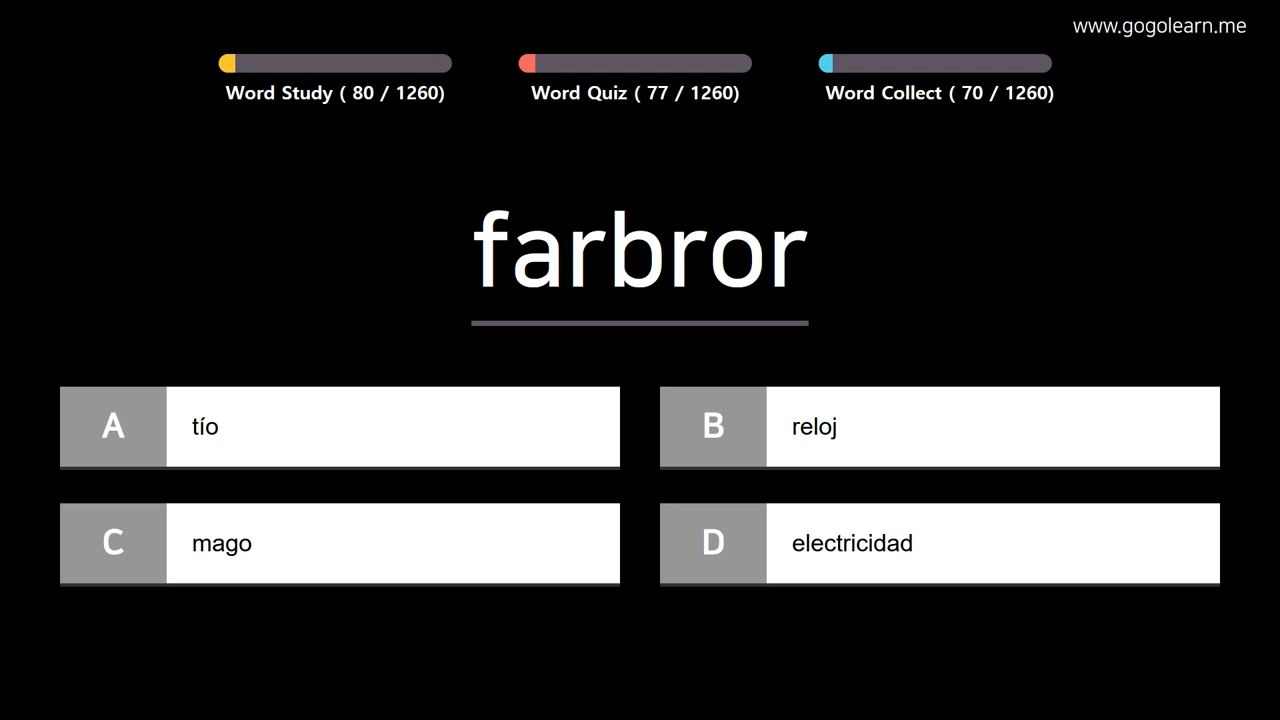 www.gogolearn.me
Word Study ( 80 / 1260)
Word Quiz ( 77 / 1260)
Word Collect ( 70 / 1260)
farbror
A
tío
B
reloj
C
mago
D
electricidad